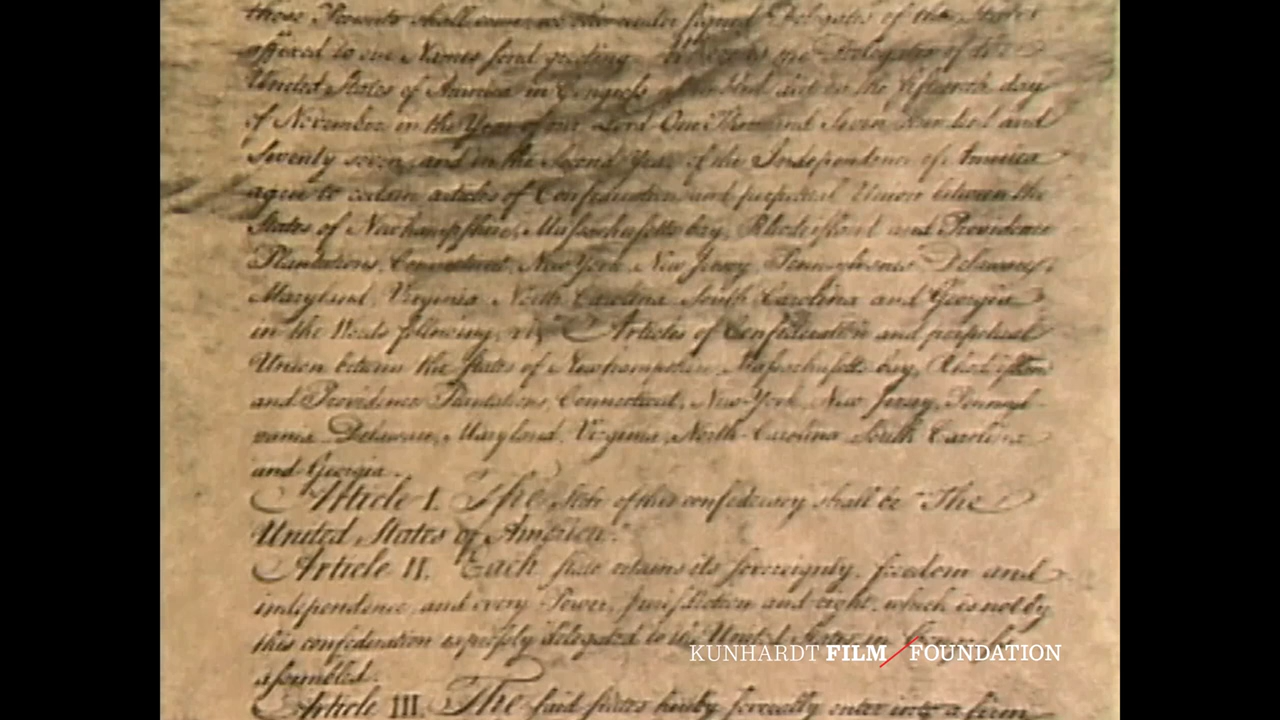 these Presents shall come, we the under signed Delegates of the States
affixed to our Names send greeting. Whereas the Delegates of the
United States of America in Congress assembled did on the fifteenth day
of November in the Year of our Lord One Thousand Seven Hundred and
Seventy seven, and in the Second Year of the Independence of America
agree to certain articles of Confederation and perpetual Union between the
States of Newhampshire, Massachusetts-bay, Rhodeisland and Providence
Plantations, Connecticut, New York, New Jersey, Pennsylvania, Delaware,
Maryland, Virginia, North-Carolina, South-Carolina and Georgia
in the Words following, viz. "Articles of Confederation and perpetual
Union between the States of Newhampshire, Massachusetts-bay, Rhodeisland
and Providence Plantations, Connecticut, New-York, New-Jersey, Pennsyl-
vania, Delaware, Maryland, Virginia, North-Carolina, South-Carolina
and Georgia.
Article I. The Stile of this confederacy shall be "The
United States of America."
Article II. Each state retains its sovereignty, freedom and
independence, and every Power, Jurisdiction and right, which is not by
this confederation expressly delegated to the United States, in Congress
assembled.
Article III. The said states hereby severally enter into a firm
KUNHARDT FILM FOUNDATION